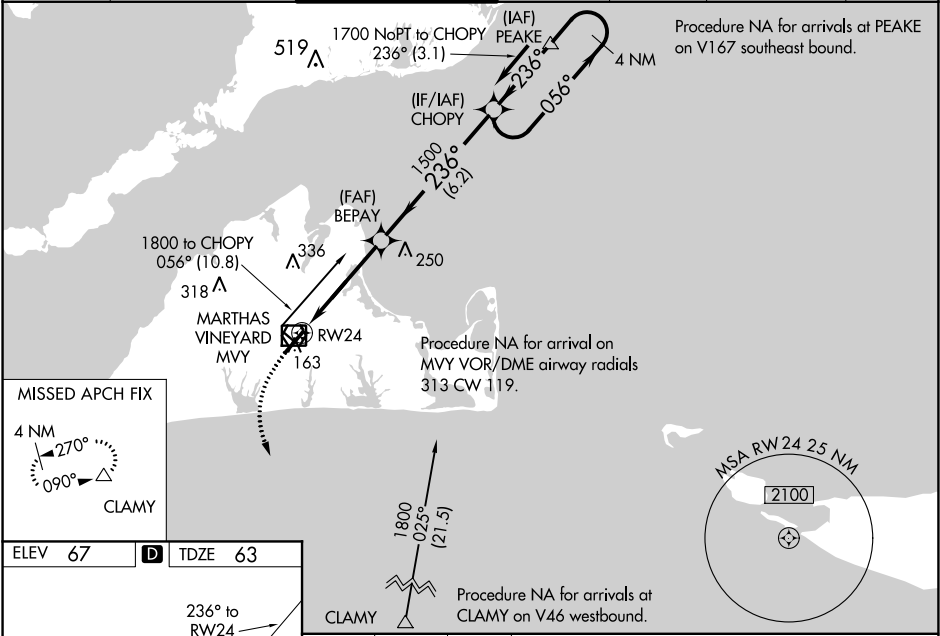 519
1700 NoPT to CHOPY
236° (3.1)
(IAF)
PEAKE
236°
056°
4 NM
Procedure NA for arrivals at PEAKE
on V167 southeast bound.
(IF/IAF)
CHOPY
1500
236°
(6.2)
(FAF)
BEPAY
250
1800 to CHOPY
056° (10.8)
336
318
MARTHAS
VINEYARD
MVY
RW24
163
Procedure NA for arrival on
MVY VOR/DME airway radials
313 CW 119.
MISSED APCH FIX
4 NM
270°
090°
CLAMY
MSA RW24 25 NM
2100
1800
025°
(21.5)
CLAMY
Procedure NA for arrivals at
CLAMY on V46 westbound.
ELEV 67
D
TDZE 63
236° to
RW24